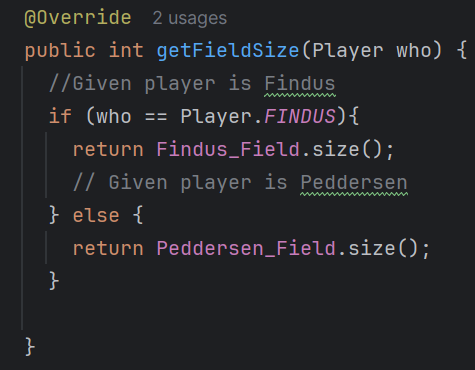 @Override 2 usages
public int getFieldSize(Player who) {
//Given player is Findus
if (who == Player.FINDUS){
return Findus_Field.size();
// Given player is Peddersen
} else {
return Peddersen_Field.size();
}
}